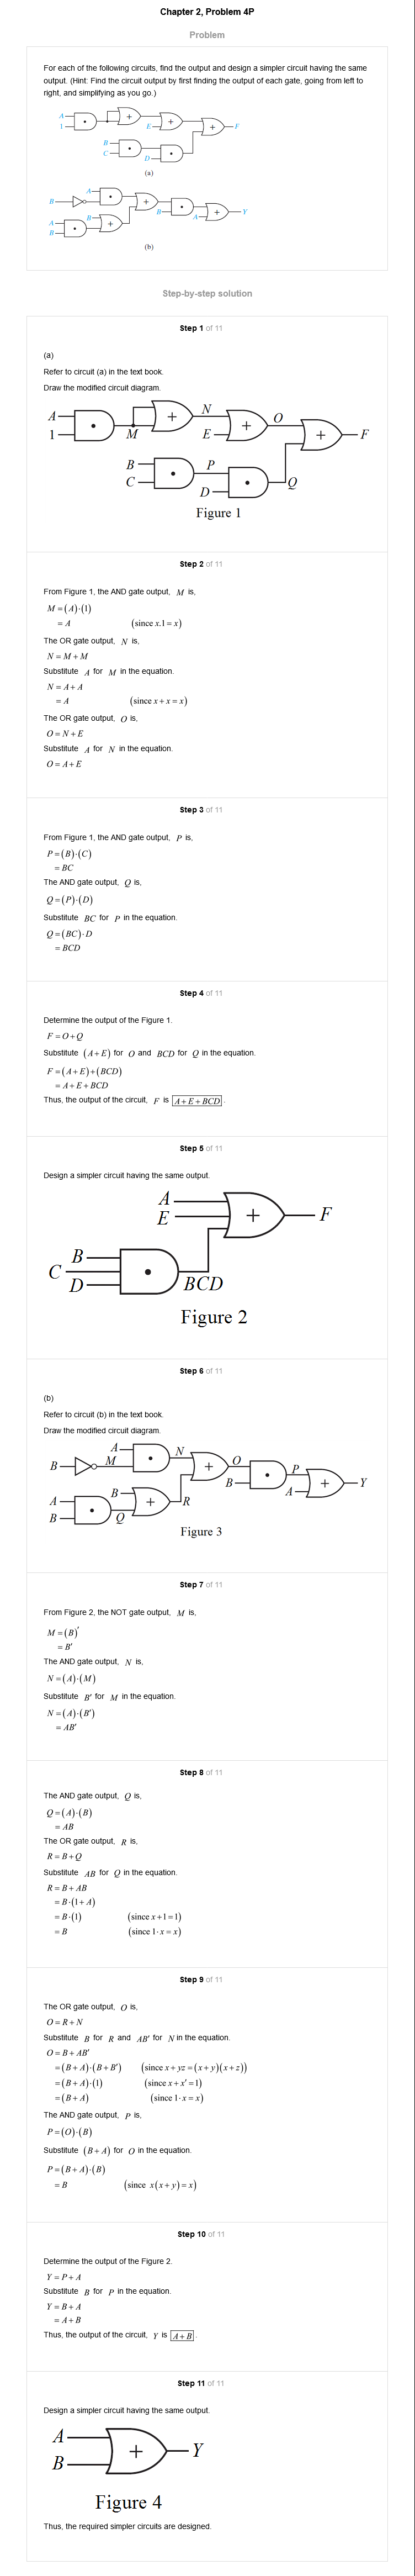 Chapter 2, Problem 4P
Problem
For each of the following circuits, find the output and design a simpler circuit having the same
output. (Hint: Find the circuit output by first finding the output of each gate, going from left to
right, and simplifying as you go.)
A
1
+
E
+
+
F
B
C
D
(a)
B
A
+
B
+
Y
A
B
B
+
A
(b)
Step-by-step solution
Step 1 of 11
(a)
Refer to circuit (a) in the text book.
Draw the modified circuit diagram.
A
1
M
+
N
E
+
O
+
F
B
C
P
D
Q
Figure 1
Step 2 of 11
From Figure 1, the AND gate output, M is,
M = (A)·(1)
= A (since x.1 = x)
The OR gate output, N is,
N = M + M
Substitute A for M in the equation.
N = A + A
= A (since x + x = x)
The OR gate output, O is,
O = N + E
Substitute A for N in the equation.
O = A + E
Step 3 of 11
From Figure 1, the AND gate output, P is,
P = (B)·(C)
= BC
The AND gate output, Q is,
Q = (P)·(D)
Substitute BC for P in the equation.
Q = (BC)·D
= BCD
Step 4 of 11
Determine the output of the Figure 1.
F = O + Q
Substitute (A + E) for O and BCD for Q in the equation.
F = (A + E) + (BCD)
= A + E + BCD
Thus, the output of the circuit, F is A + E + BCD.
Step 5 of 11
Design a simpler circuit having the same output.
A
E
+
F
B
C
D
BCD
Figure 2
Step 6 of 11
(b)
Refer to circuit (b) in the text book.
Draw the modified circuit diagram.
A
B
M
N
+
O
B
P
A
+
Y
A
B
B
Q
+
R
Figure 3
Step 7 of 11
From Figure 2, the NOT gate output, M is,
M = (B)′
= B′
The AND gate output, N is,
N = (A)·(M)
Substitute B′ for M in the equation.
N = (A)·(B′)
= AB′
Step 8 of 11
The AND gate output, Q is,
Q = (A)·(B)
= AB
The OR gate output, R is,
R = B + Q
Substitute AB for Q in the equation.
R = B + AB
= B·(1 + A)
= B·(1) (since x + 1 = 1)
= B (since 1·x = x)
Step 9 of 11
The OR gate output, O is,
O = R + N
Substitute B for R and AB′ for N in the equation.
O = B + AB′
= (B + A)·(B + B′) (since x + yz = (x + y)(x + z))
= (B + A)·(1) (since x + x′ = 1)
= (B + A) (since 1·x = x)
The AND gate output, P is,
P = (O)·(B)
Substitute (B + A) for O in the equation.
P = (B + A)·(B)
= B (since x(x + y) = x)
Step 10 of 11
Determine the output of the Figure 2.
Y = P + A
Substitute B for P in the equation.
Y = B + A
= A + B
Thus, the output of the circuit, Y is A + B.
Step 11 of 11
Design a simpler circuit having the same output.
A
B
+
Y
Figure 4
Thus, the required simpler circuits are designed.